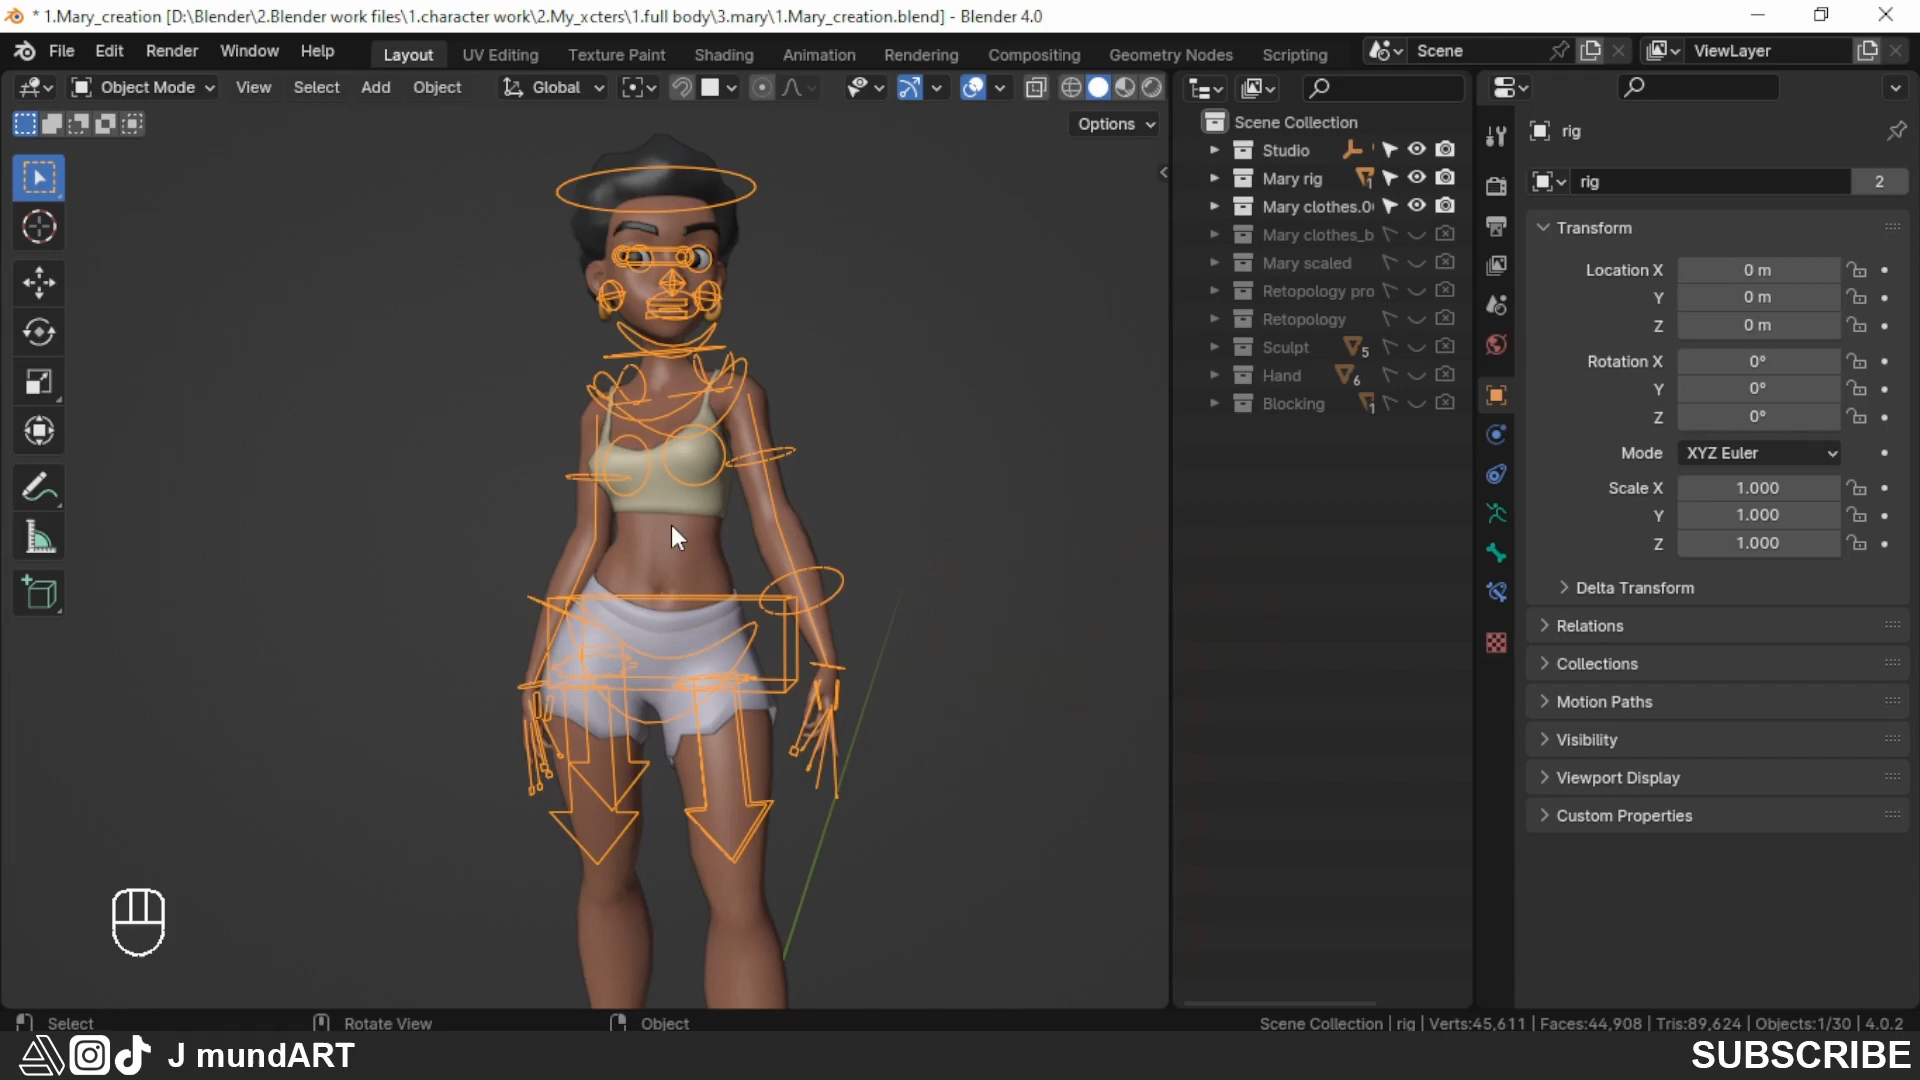 * 1.Mary_creation [D:\Blender\2.Blender work files\1.character work\2.My_xcters\1.full body\3.mary\1.Mary_creation.blend] - Blender 4.0
File Edit Render Window Help Layout UV Editing Texture Paint Shading Animation Rendering Compositing Geometry Nodes Scripting Scene ViewLayer
Object Mode View Select Add Object Global
Options
Scene Collection
Studio
Mary rig 1
Mary clothes.0
Mary clothes_b
Mary scaled
Retopology pro
Retopology
Sculpt 5
Hand 6
Blocking 1
rig
rig 2
Transform
Location X 0 m
Y 0 m
Z 0 m
Rotation X 0°
Y 0°
Z 0°
Mode XYZ Euler
Scale X 1.000
Y 1.000
Z 1.000
Delta Transform
Relations
Collections
Motion Paths
Visibility
Viewport Display
Custom Properties
Select Rotate View Object Scene Collection | rig | Verts:45,611 | Faces:44,908 | Tris:89,624 | Objects:1/30 | 4.0.2
J mundART SUBSCRIBE